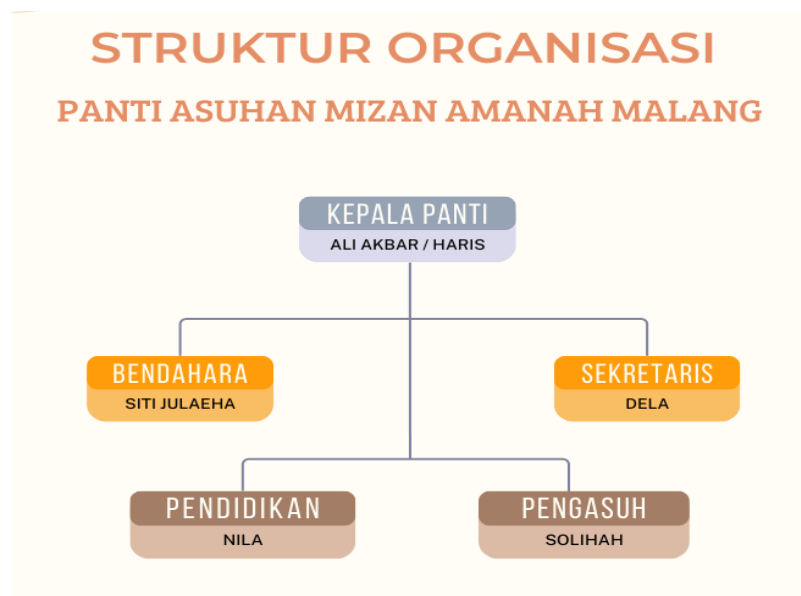 STRUKTUR ORGANISASI
PANTI ASUHAN MIZAN AMANAH MALANG
KEPALA PANTI
ALI AKBAR / HARIS
BENDAHARA
SITI JULAEHA
SEKRETARIS
DELA
PENDIDIKAN
NILA
PENGASUH
SOLIHAH